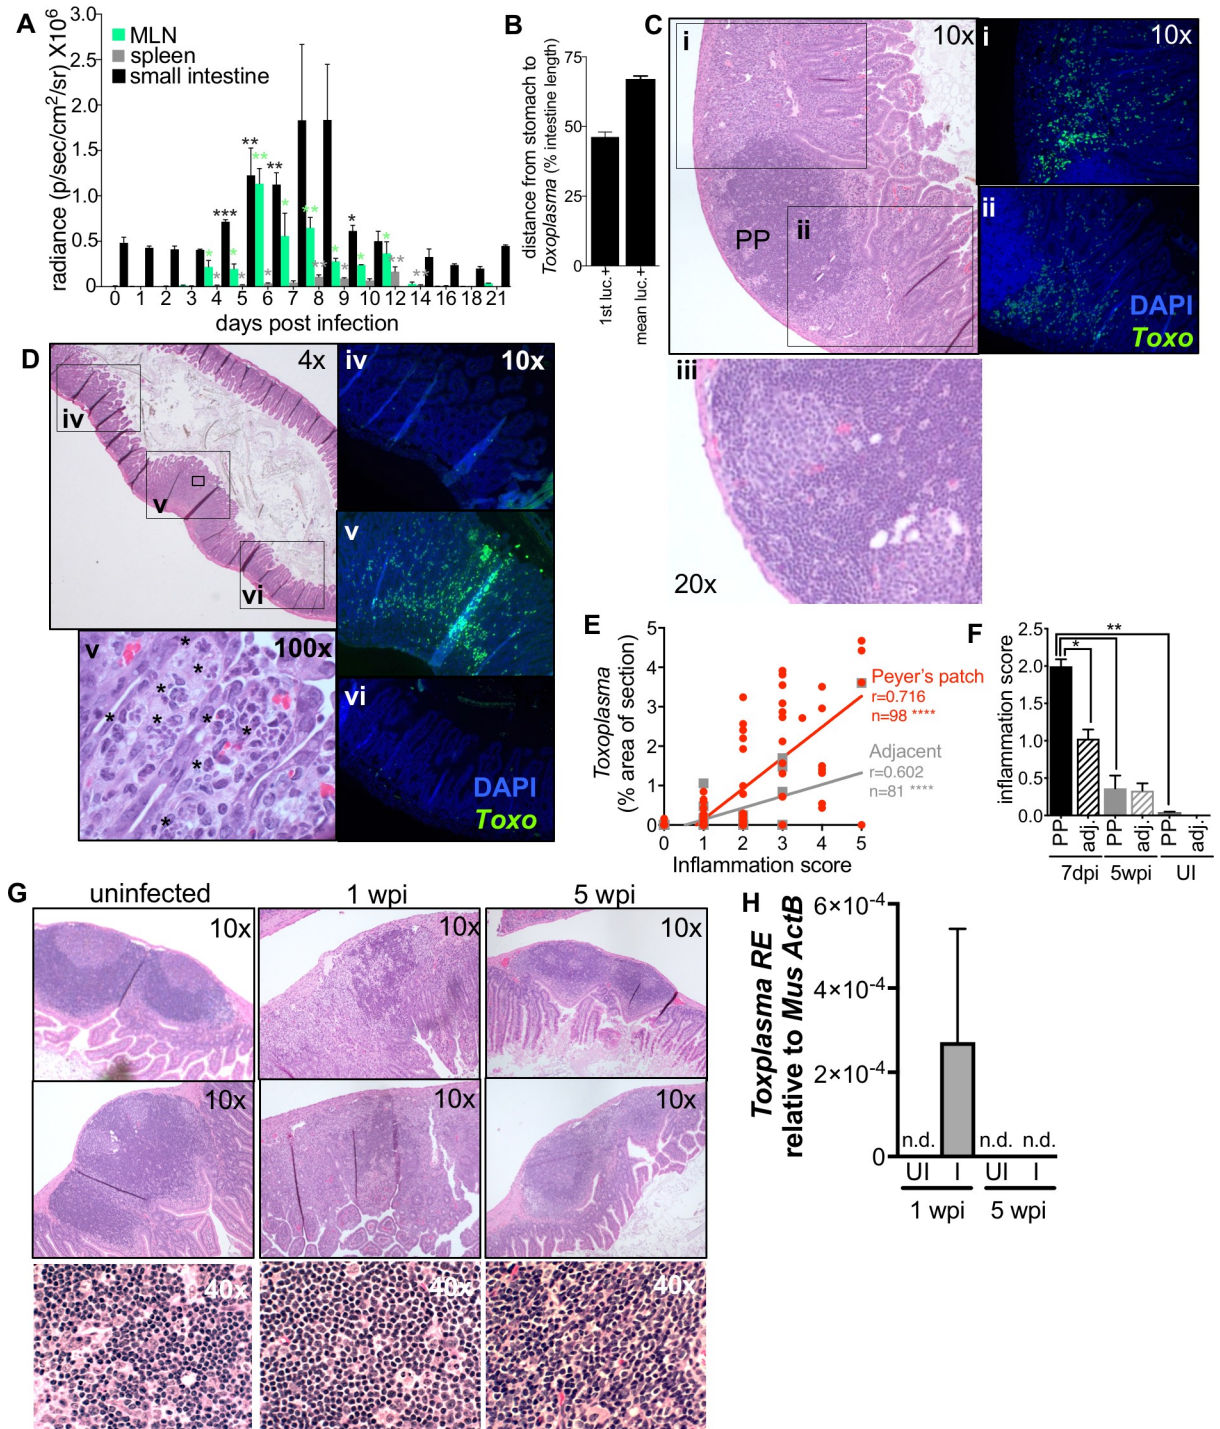 A
radiance (p/sec/cm²/sr) X10⁶
3.0
2.5
2.0
1.5
1.0
0.5
0
MLN
spleen
small intestine
***
**
**
**
*
**
*
*
*
*
*
*
**
**
*
*
**
**
*
0 1 2 3 4 5 6 7 8 9 10 12 14 16 18 21
days post infection
B
distance from stomach to
Toxoplasma (% intestine length)
75
50
25
0
1st luc.+
mean luc.+
C
i
10x
PP
ii
i
10x
ii
DAPI
Toxo
iii
20x
D
4x
iv
v
vi
iv
10x
v
vi
DAPI
Toxo
v
100x
*
*
*
*
*
*
*
*
*
E
Toxoplasma
(% area of section)
5
4
3
2
1
0
Peyer's patch
r=0.716
n=98 ****
Adjacent
r=0.602
n=81 ****
0 1 2 3 4 5
Inflammation score
F
inflammation score
2.5
2.0
1.5
1.0
0.5
0.0
**
*
PP adj. PP adj. PP adj.
7dpi 5wpi UI
G
uninfected 1 wpi 5 wpi
10x 10x 10x
10x 10x 10x
40x 40x 40x
H
Toxplasma RE
relative to Mus ActB
6×10⁻⁴
4×10⁻⁴
2×10⁻⁴
0
n.d. n.d. n.d.
UI I UI I
1 wpi 5 wpi